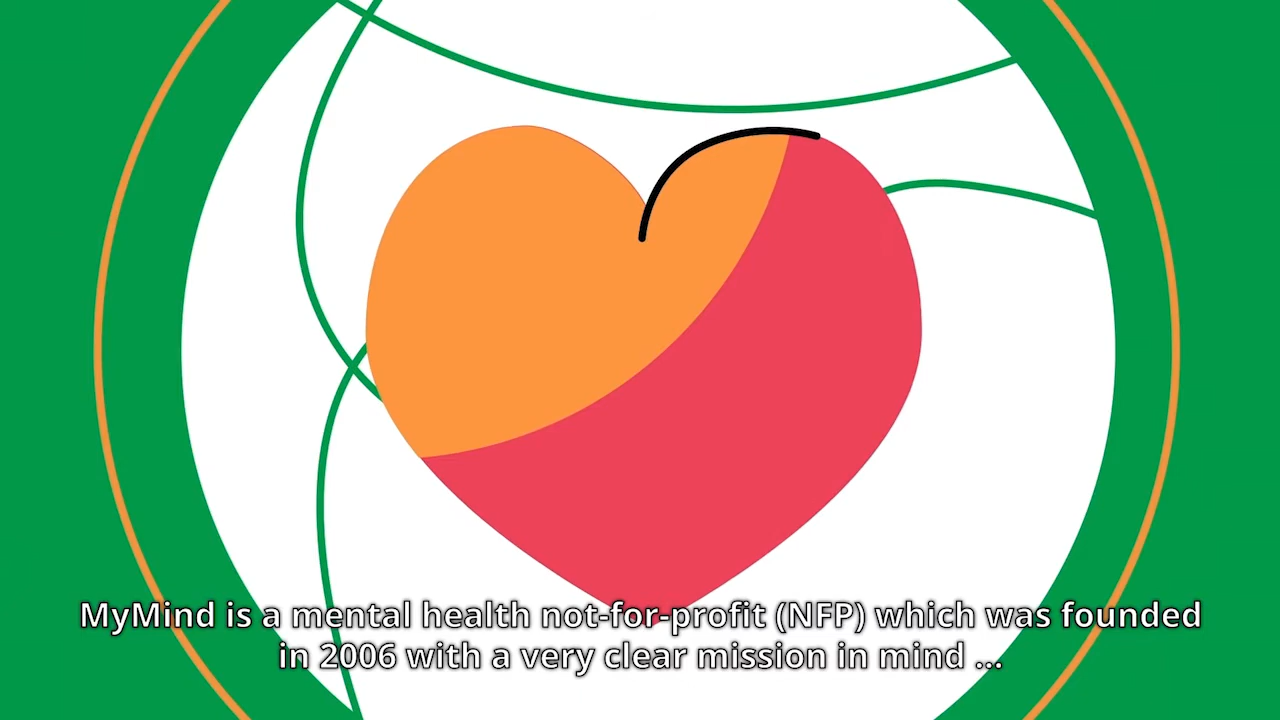 MyMind is a mental health not-for-profit (NFP) which was founded
in 2006 with a very clear mission in mind ...